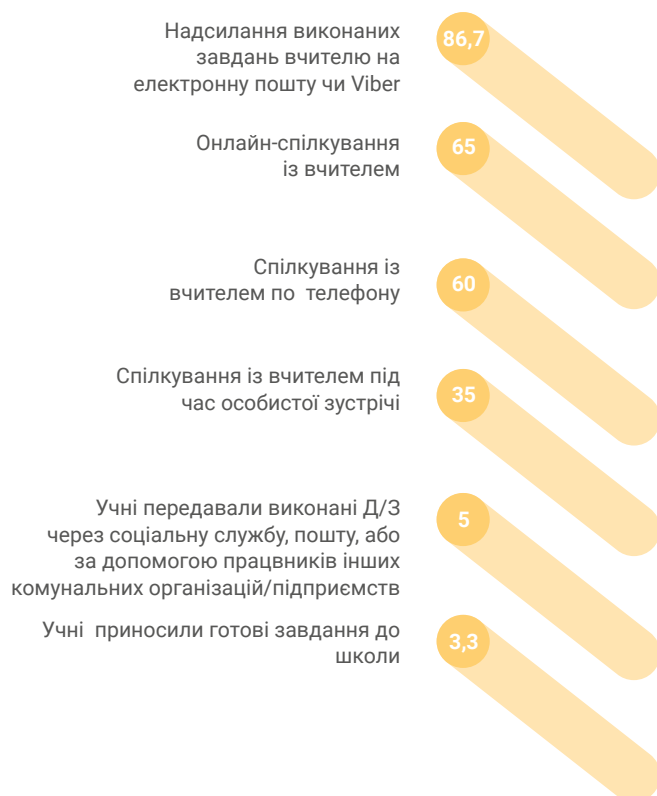 Надсилання виконаних
завдань вчителю на
електронну пошту чи Viber
86,7
Онлайн-спілкування
із вчителем
65
Спілкування із
вчителем по телефону
60
Спілкування із вчителем під
час особистої зустрічі
35
Учні передавали виконані Д/З
через соціальну службу, пошту, або
за допомогою працвників інших
комунальних організацій/підприємств
5
Учні приносили готові завдання до
школи
3,3